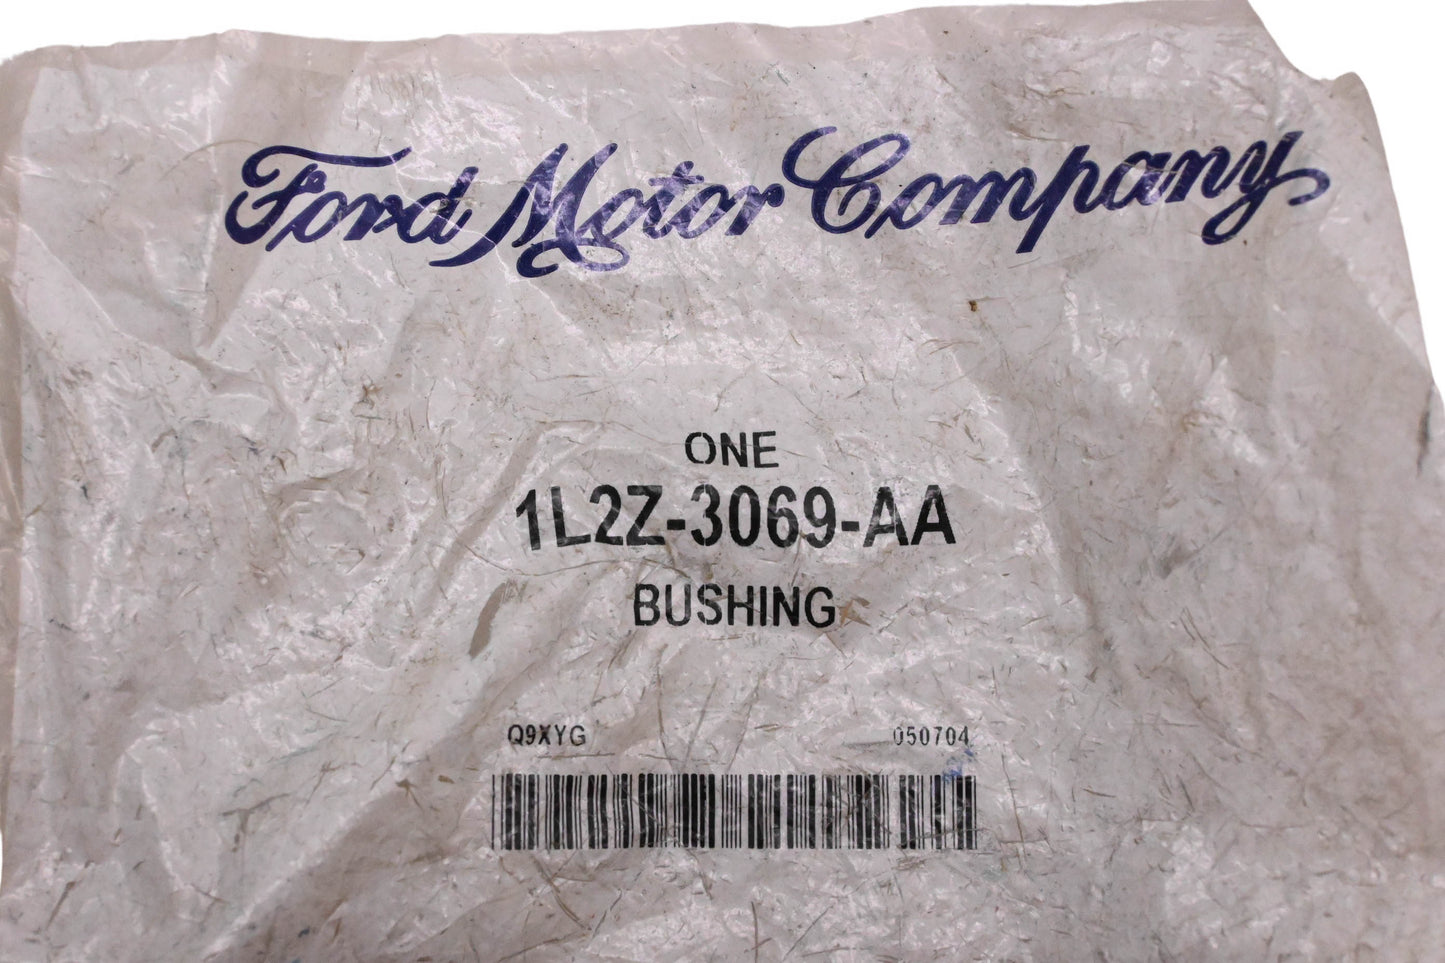 Ford Motor Company
ONE
1L2Z-3069-AA
BUSHING
Q9XYG 050704